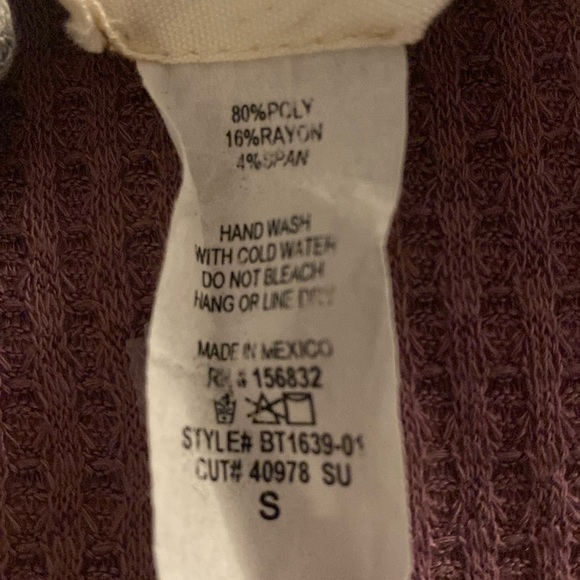 80%POLY
16%RAYON
4%SPAN
HAND WASH
WITH COLD WATER
DO NOT BLEACH
HANG OR LINE DRY
MADE IN MEXICO
RN # 156832
STYLE# BT1639-01
CUT# 40978 SU
S